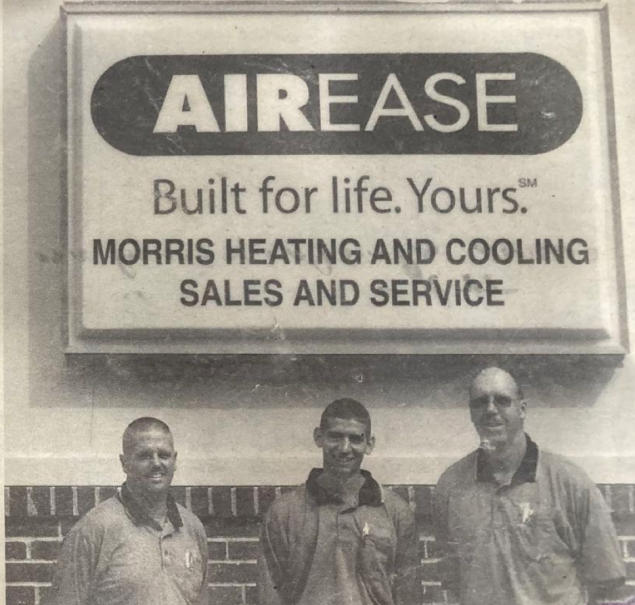 AIREASE
Built for life. Yours.℠
MORRIS HEATING AND COOLING
SALES AND SERVICE